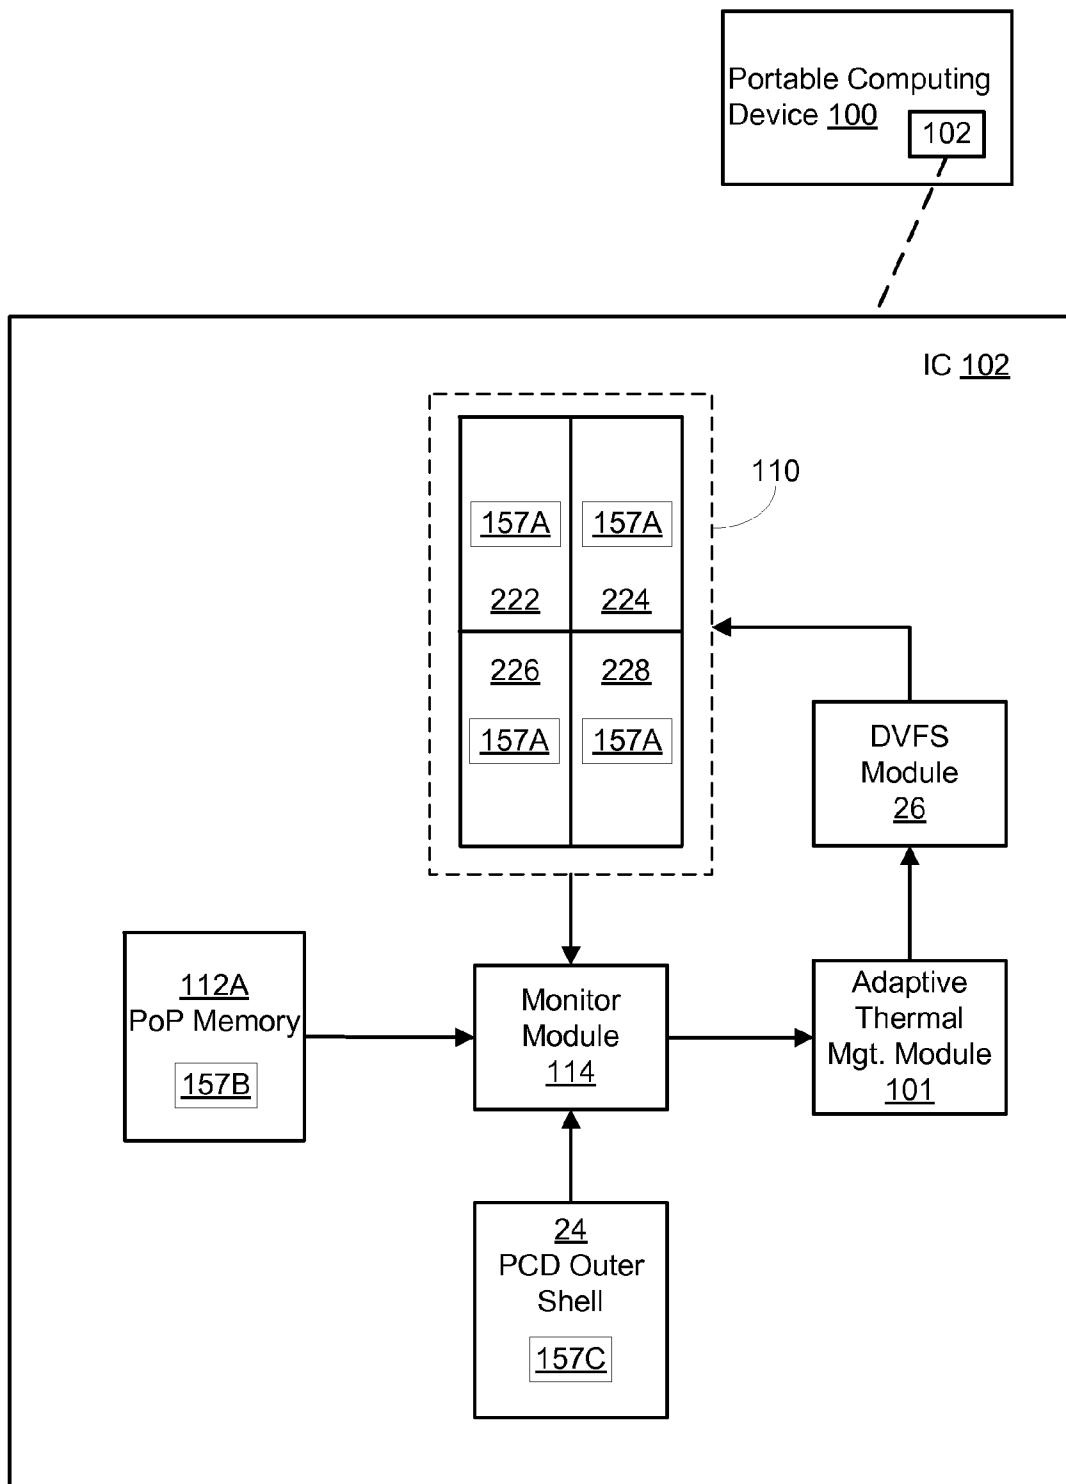 Portable Computing
Device 100
102
IC 102
110
157A 157A
222 224
226 228
157A 157A
DVFS
Module
26
112A
PoP Memory
157B
Monitor
Module
114
Adaptive
Thermal
Mgt. Module
101
24
PCD Outer
Shell
157C